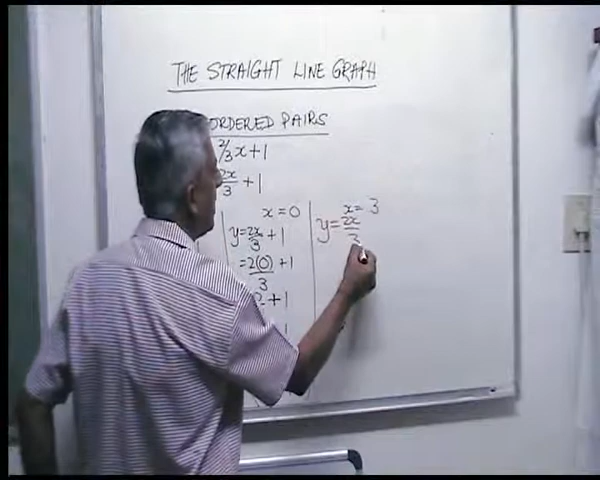 THE STRAIGHT LINE GRAPH
ORDERED PAIRS
2/3x+1
2x/3 + 1
x=0
y=2x/3 +1
=2(0)/3 +1
+1
x= 3
y=2x/3